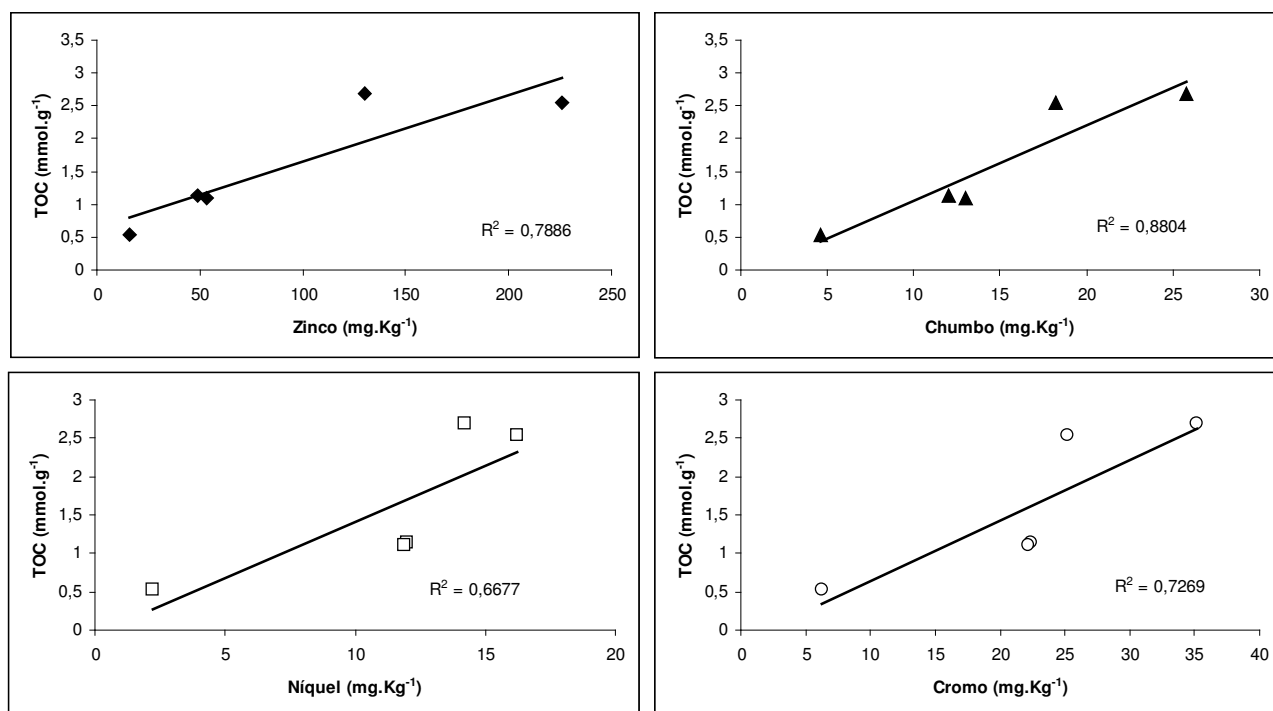 TOC (mmol.g⁻¹)
3,5
3
2,5
2
1,5
1
0,5
0
R² = 0,7886
0 50 100 150 200 250
Zinco (mg.Kg⁻¹)
TOC (mmol.g⁻¹)
3,5
3
2,5
2
1,5
1
0,5
0
R² = 0,8804
0 5 10 15 20 25 30
Chumbo (mg.Kg⁻¹)
TOC (mmol.g⁻¹)
3
2,5
2
1,5
1
0,5
0
R² = 0,6677
0 5 10 15 20
Níquel (mg.Kg⁻¹)
TOC (mmol.g⁻¹)
3
2,5
2
1,5
1
0,5
0
R² = 0,7269
0 5 10 15 20 25 30 35 40
Cromo (mg.Kg⁻¹)